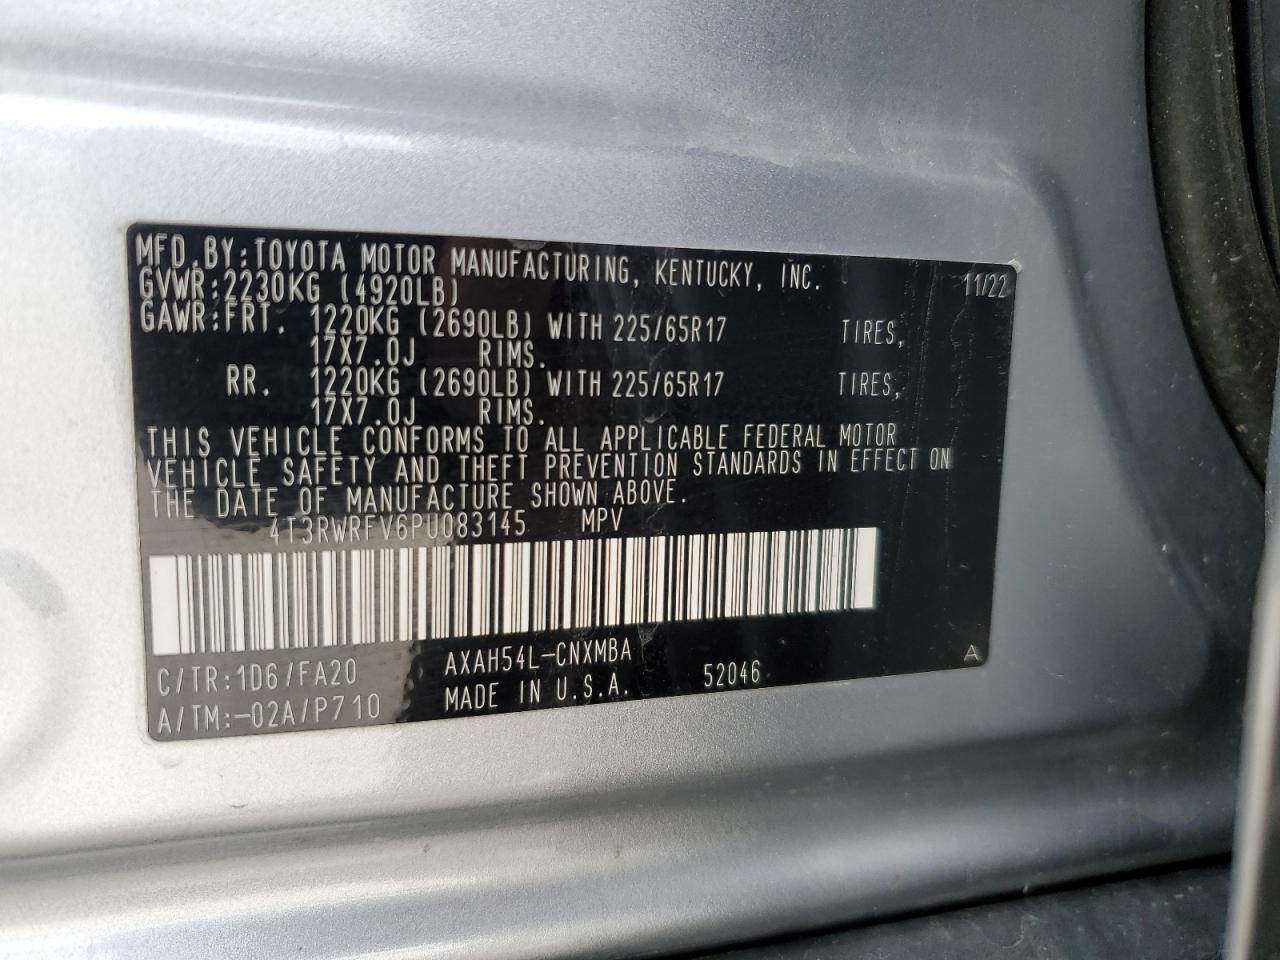 MFD.BY:TOYOTA MOTOR MANUFACTURING, KENTUCKY, INC. 11/22
GVWR:2230KG (4920LB)
GAWR:FRT. 1220KG (2690LB) WITH 225/65R17 TIRES,
17X7.0J RIMS.
RR. 1220KG (2690LB) WITH 225/65R17 TIRES,
17X7.0J RIMS.
THIS VEHICLE CONFORMS TO ALL APPLICABLE FEDERAL MOTOR
VEHICLE SAFETY AND THEFT PREVENTION STANDARDS IN EFFECT ON
THE DATE OF MANUFACTURE SHOWN ABOVE.
4T3RWRFV6PU083145 MPV
C/TR:1D6/FA20 AXAH54L-CNXMBA A
A/TM:-02A/P710 MADE IN U.S.A. 52046